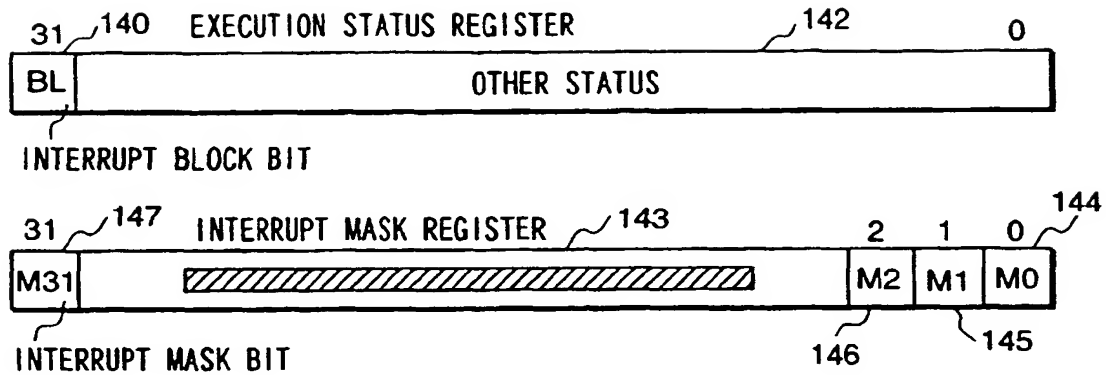 31 140 EXECUTION STATUS REGISTER 142 0
BL OTHER STATUS
INTERRUPT BLOCK BIT
31 147 INTERRUPT MASK REGISTER 143 2 1 0 144
M31 M2 M1 M0
INTERRUPT MASK BIT 146 145